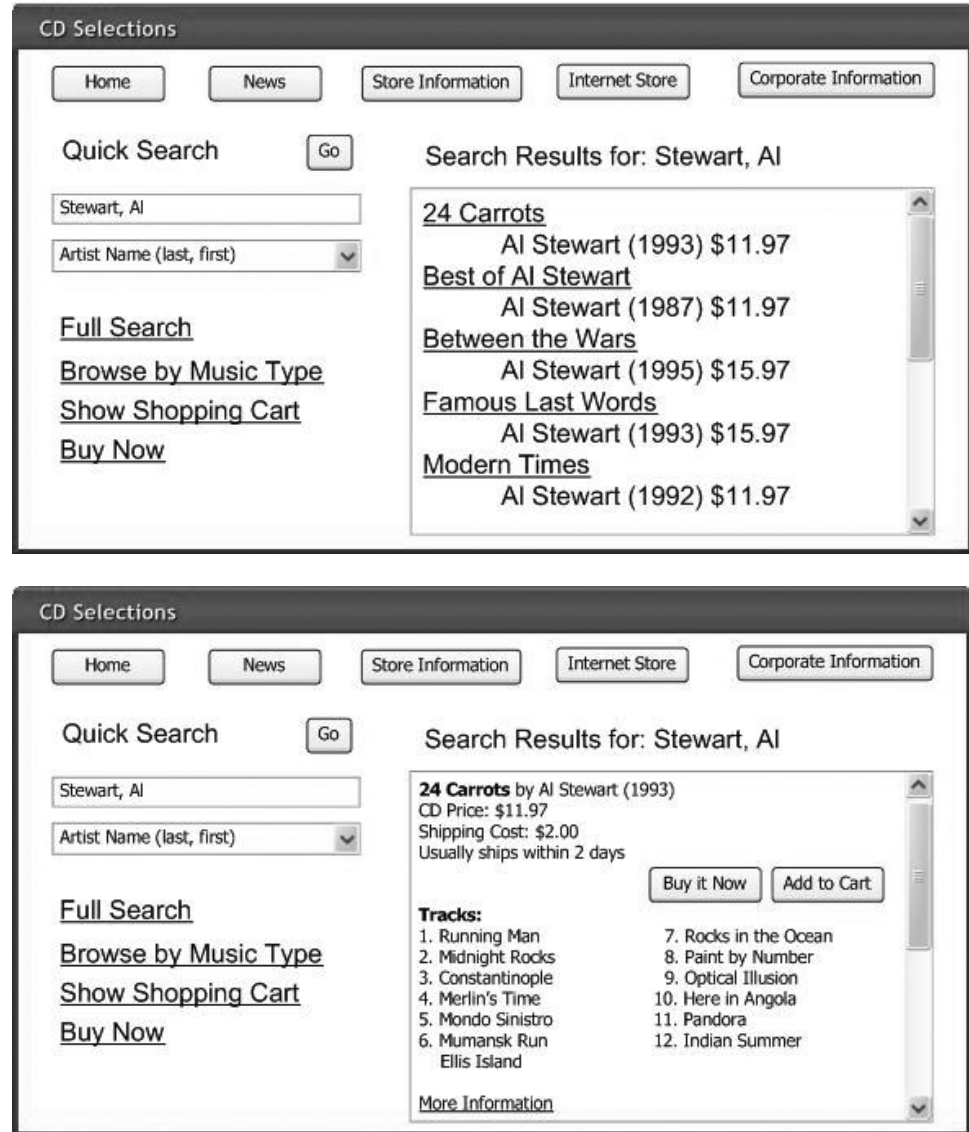 CD Selections
Home News Store Information Internet Store Corporate Information
Quick Search Go
Stewart, Al
Artist Name (last, first)
Full Search
Browse by Music Type
Show Shopping Cart
Buy Now
Search Results for: Stewart, Al
24 Carrots
Al Stewart (1993) $11.97
Best of Al Stewart
Al Stewart (1987) $11.97
Between the Wars
Al Stewart (1995) $15.97
Famous Last Words
Al Stewart (1993) $15.97
Modern Times
Al Stewart (1992) $11.97
CD Selections
Home News Store Information Internet Store Corporate Information
Quick Search Go
Stewart, Al
Artist Name (last, first)
Full Search
Browse by Music Type
Show Shopping Cart
Buy Now
Search Results for: Stewart, Al
24 Carrots by Al Stewart (1993)
CD Price: $11.97
Shipping Cost: $2.00
Usually ships within 2 days
Buy it Now Add to Cart
Tracks:
1. Running Man
2. Midnight Rocks
3. Constantinople
4. Merlin's Time
5. Mondo Sinistro
6. Mumansk Run
Ellis Island
7. Rocks in the Ocean
8. Paint by Number
9. Optical Illusion
10. Here in Angola
11. Pandora
12. Indian Summer
More Information